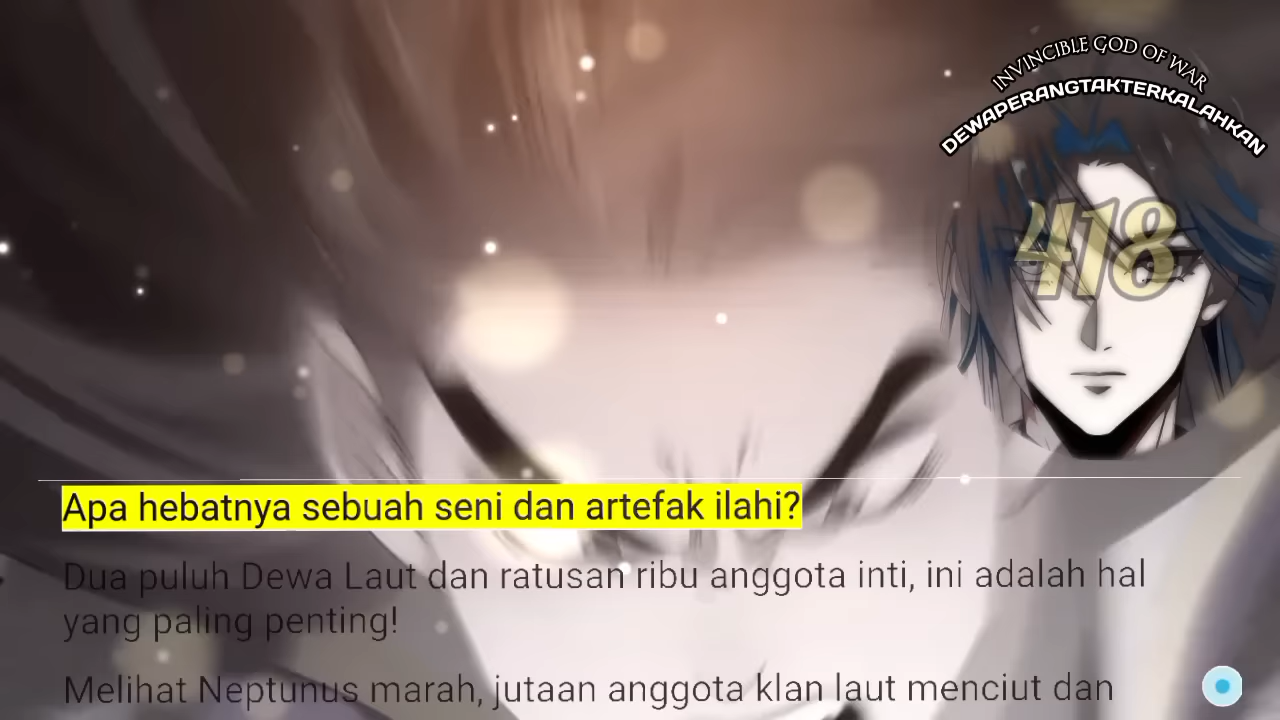 INVINCIBLE GOD OF WAR
DEWAPERANGTAKTERKALAHKAN
418
Apa hebatnya sebuah seni dan artefak ilahi?
Dua puluh Dewa Laut dan ratusan ribu anggota inti, ini adalah hal
yang paling penting!
Melihat Neptunus marah, jutaan anggota klan laut menciut dan